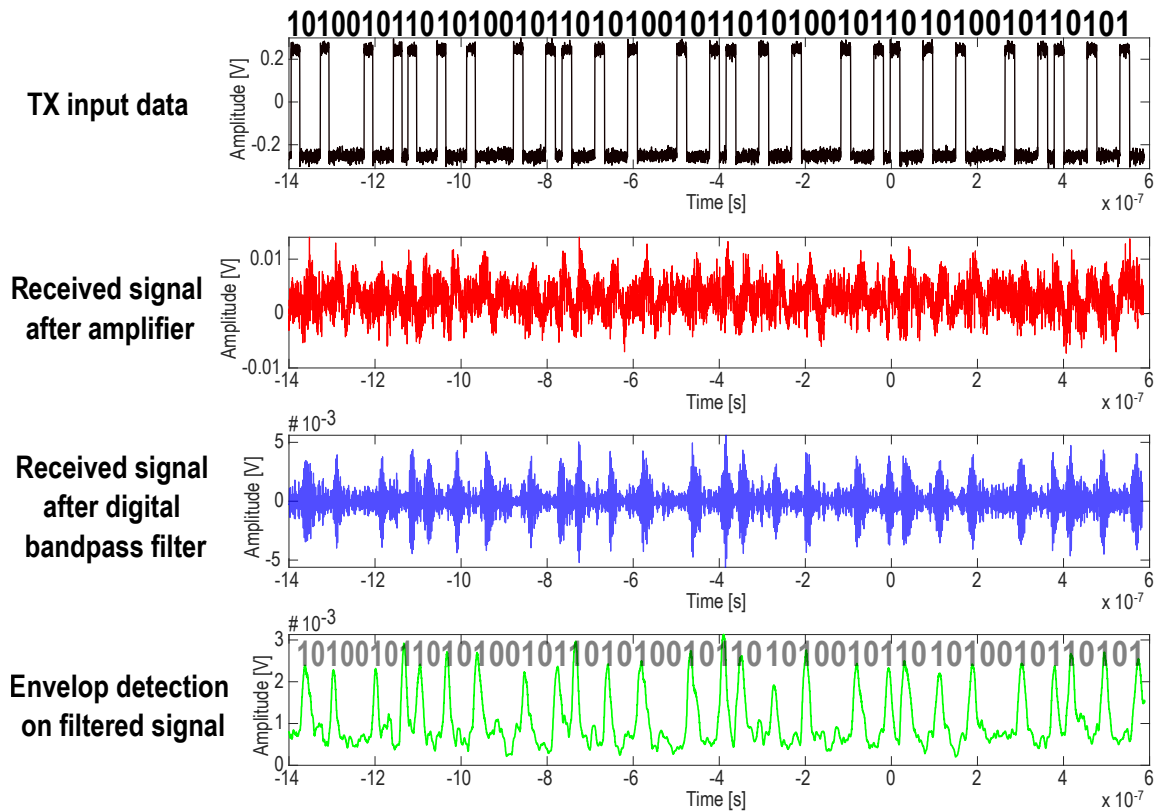 10100101101010010110101001011010100101101010010110101
TX input data
Amplitude [V]
0.2
0
-0.2
-14 -12 -10 -8 -6 -4 -2 0 2 4 6
Time [s]
x 10-7
Received signal
after amplifier
Amplitude [V]
0.01
0
-0.01
-14 -12 -10 -8 -6 -4 -2 0 2 4 6
Time [s]
x 10-7
Received signal
after digital
bandpass filter
# 10-3
Amplitude [V]
5
0
-5
-14 -12 -10 -8 -6 -4 -2 0 2 4 6
Time [s]
x 10-7
Envelop detection
on filtered signal
# 10-3
10100101101010010110101001011010100101101010010110101
Amplitude [V]
3
2
1
0
-14 -12 -10 -8 -6 -4 -2 0 2 4 6
Time [s]
x 10-7